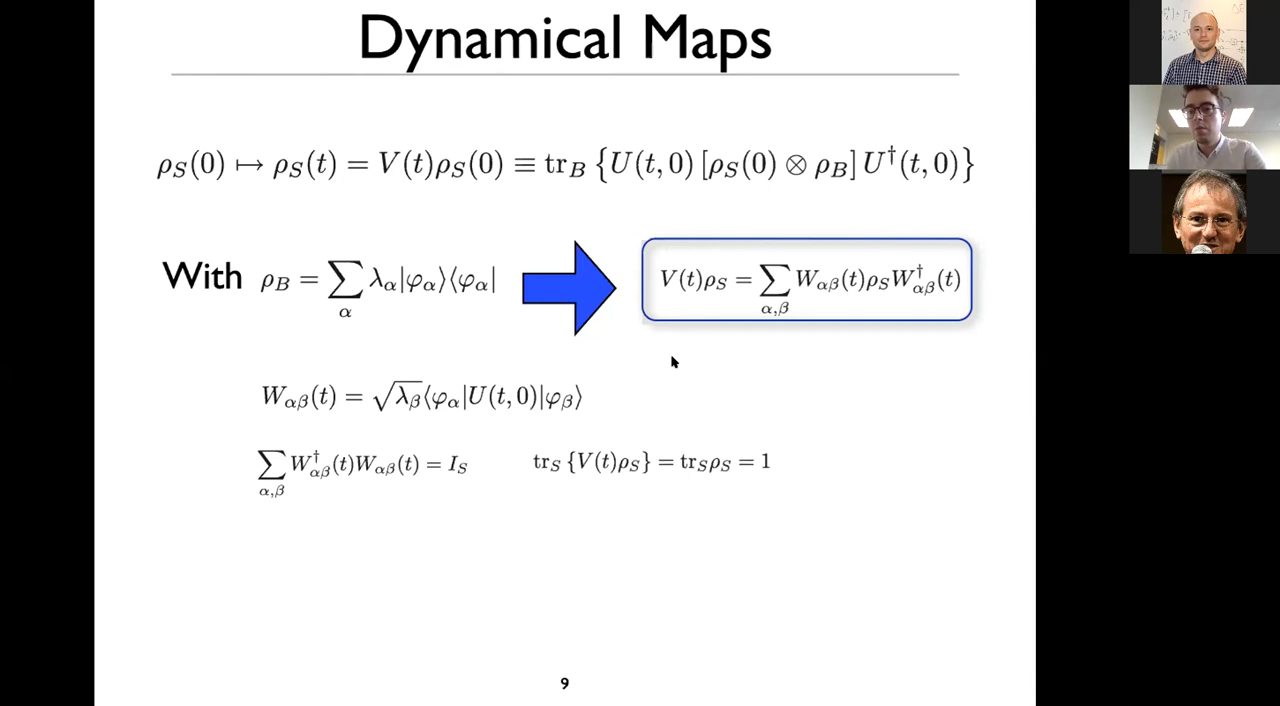 Dynamical Maps
ρ_S(0) ↦ ρ_S(t) = V(t)ρ_S(0) ≡ tr_B {U(t, 0) [ρ_S(0) ⊗ ρ_B] U†(t, 0)}
With ρ_B = ∑_α λ_α|φ_α⟩⟨φ_α|
V(t)ρ_S = ∑_{α,β} W_{αβ}(t)ρ_S W†_{αβ}(t)
W_{αβ}(t) = √λ_β⟨φ_α|U(t, 0)|φ_β⟩
∑_{α,β} W†_{αβ}(t)W_{αβ}(t) = I_S
tr_S {V(t)ρ_S} = tr_Sρ_S = 1
9